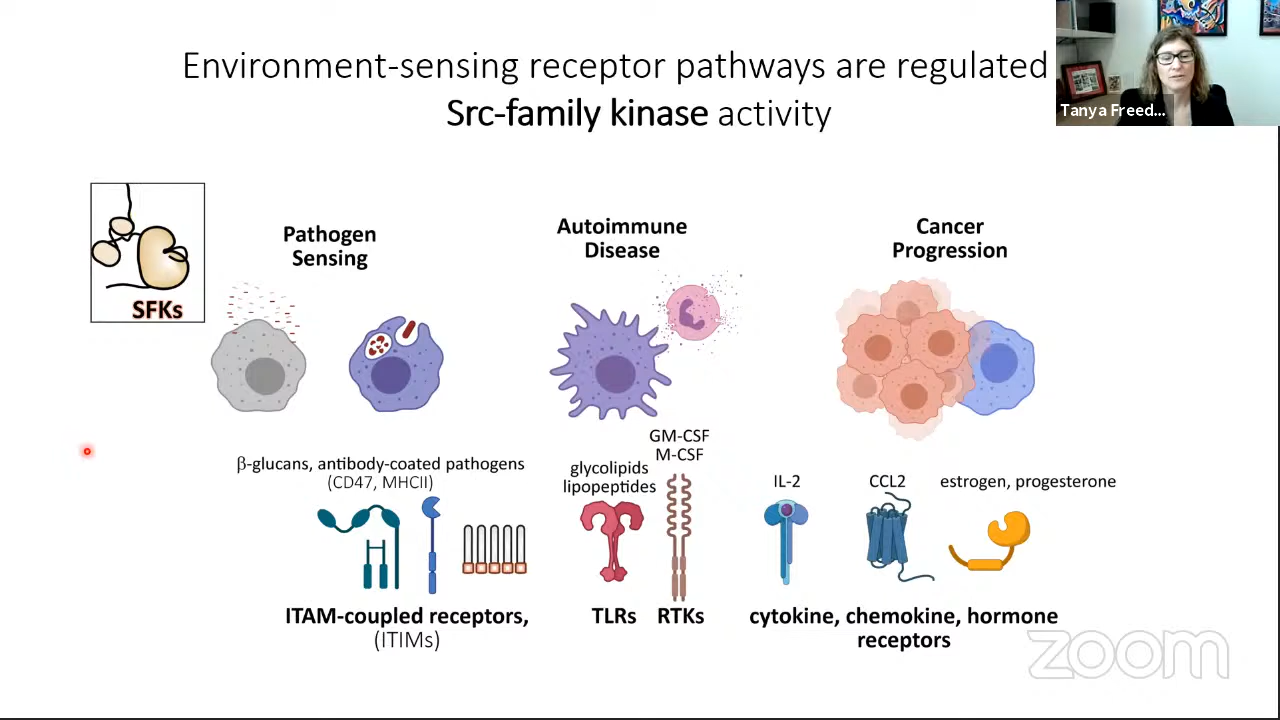 Environment-sensing receptor pathways are regulated
Src-family kinase activity
Tanya Freed...
SFKs
Pathogen
Sensing
Autoimmune
Disease
Cancer
Progression
β-glucans, antibody-coated pathogens
(CD47, MHCII)
glycolipids
lipopeptides
GM-CSF
M-CSF
IL-2
CCL2
estrogen, progesterone
ITAM-coupled receptors,
(ITIMs)
TLRs
RTKs
cytokine, chemokine, hormone
receptors
zoom